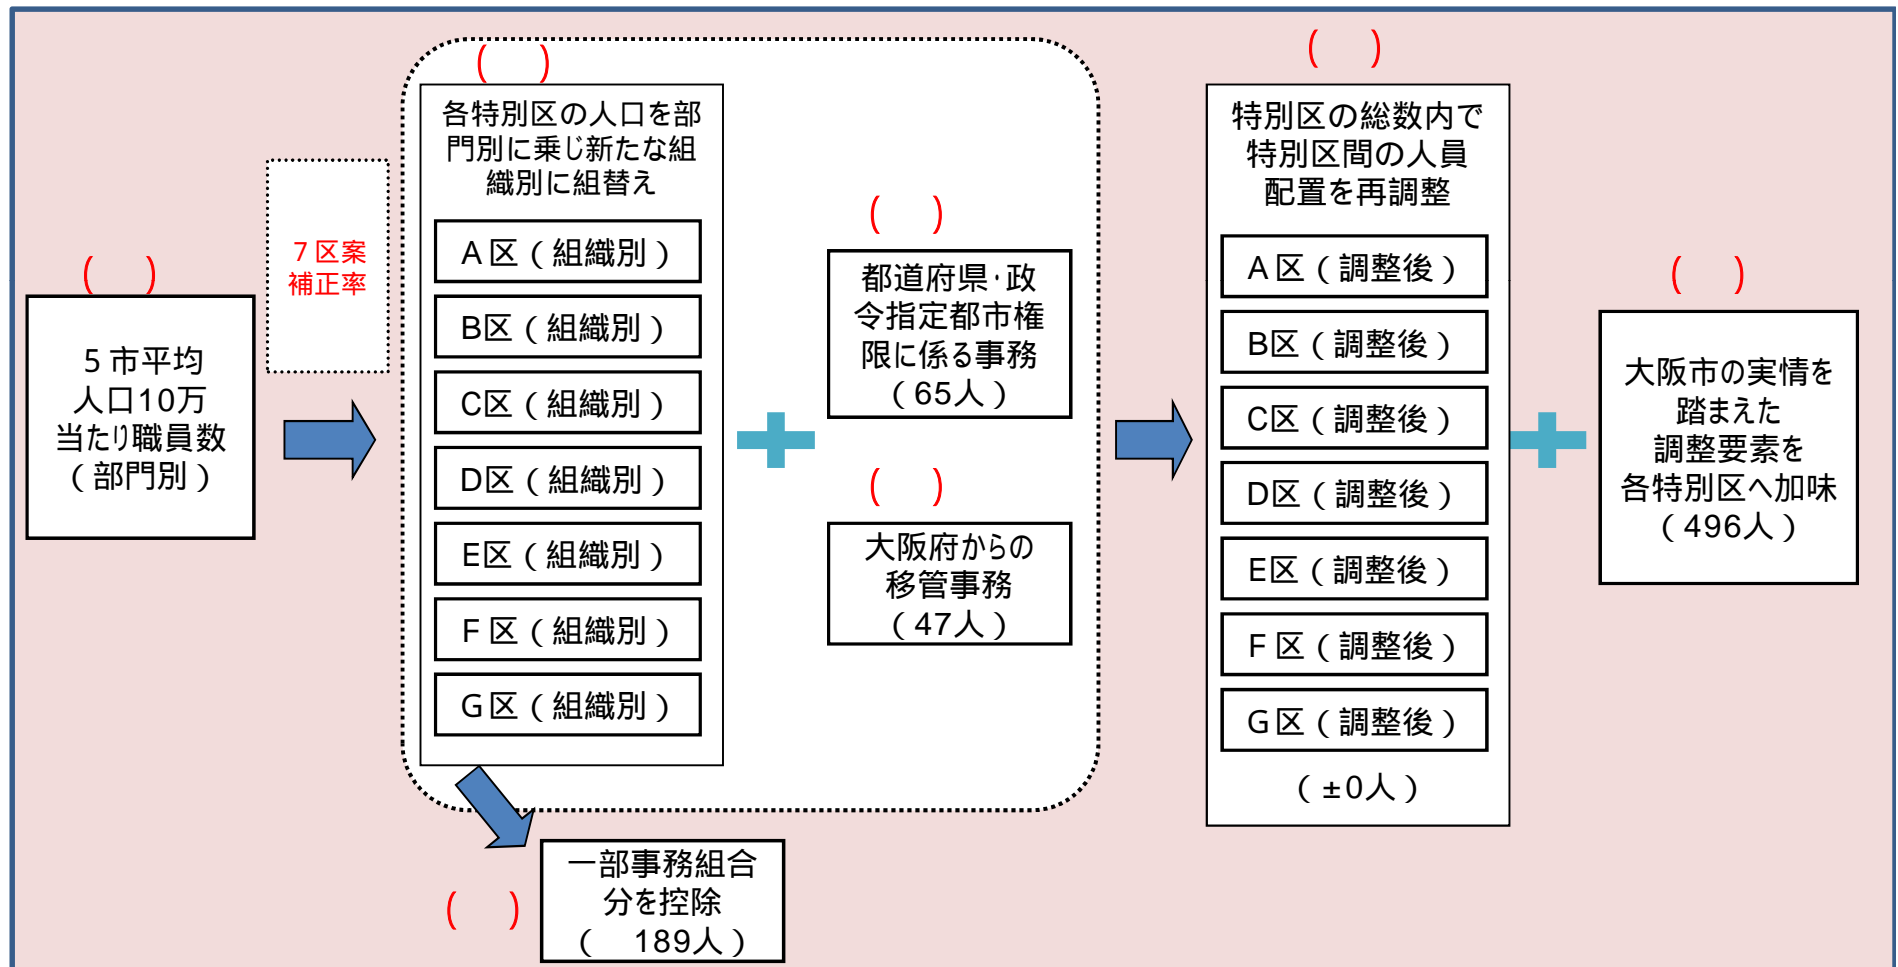 (　)
5市平均
人口10万
当たり職員数
(部門別)
7区案
補正率
(　)
各特別区の人口を部
門別に乗じ新たな組
織別に組替え
A区(組織別)
B区(組織別)
C区(組織別)
D区(組織別)
E区(組織別)
F区(組織別)
G区(組織別)
(　)
都道府県・政
令指定都市権
限に係る事務
(65人)
(　)
大阪府からの
移管事務
(47人)
(　)
一部事務組合
分を控除
(　189人)
(　)
特別区の総数内で
特別区間の人員
配置を再調整
A区(調整後)
B区(調整後)
C区(調整後)
D区(調整後)
E区(調整後)
F区(調整後)
G区(調整後)
(±0人)
(　)
大阪市の実情を
踏まえた
調整要素を
各特別区へ加味
(496人)